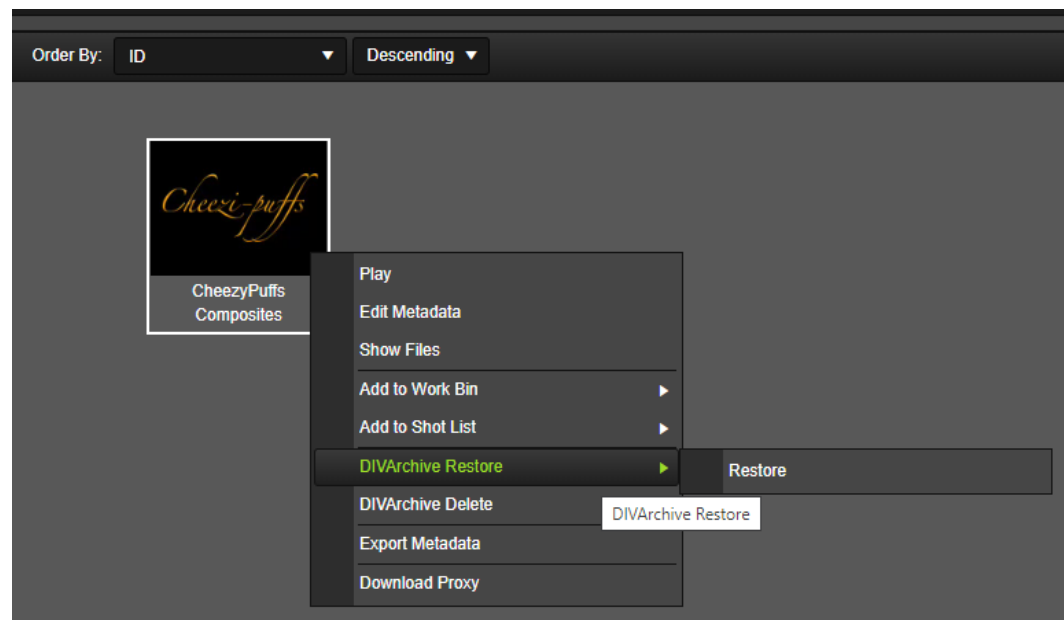 Order By: ID Descending
Cheezi-puffs
CheezyPuffs
Composites
Play
Edit Metadata
Show Files
Add to Work Bin
Add to Shot List
DIVArchive Restore
Restore
DIVArchive Delete
DIVArchive Restore
Export Metadata
Download Proxy